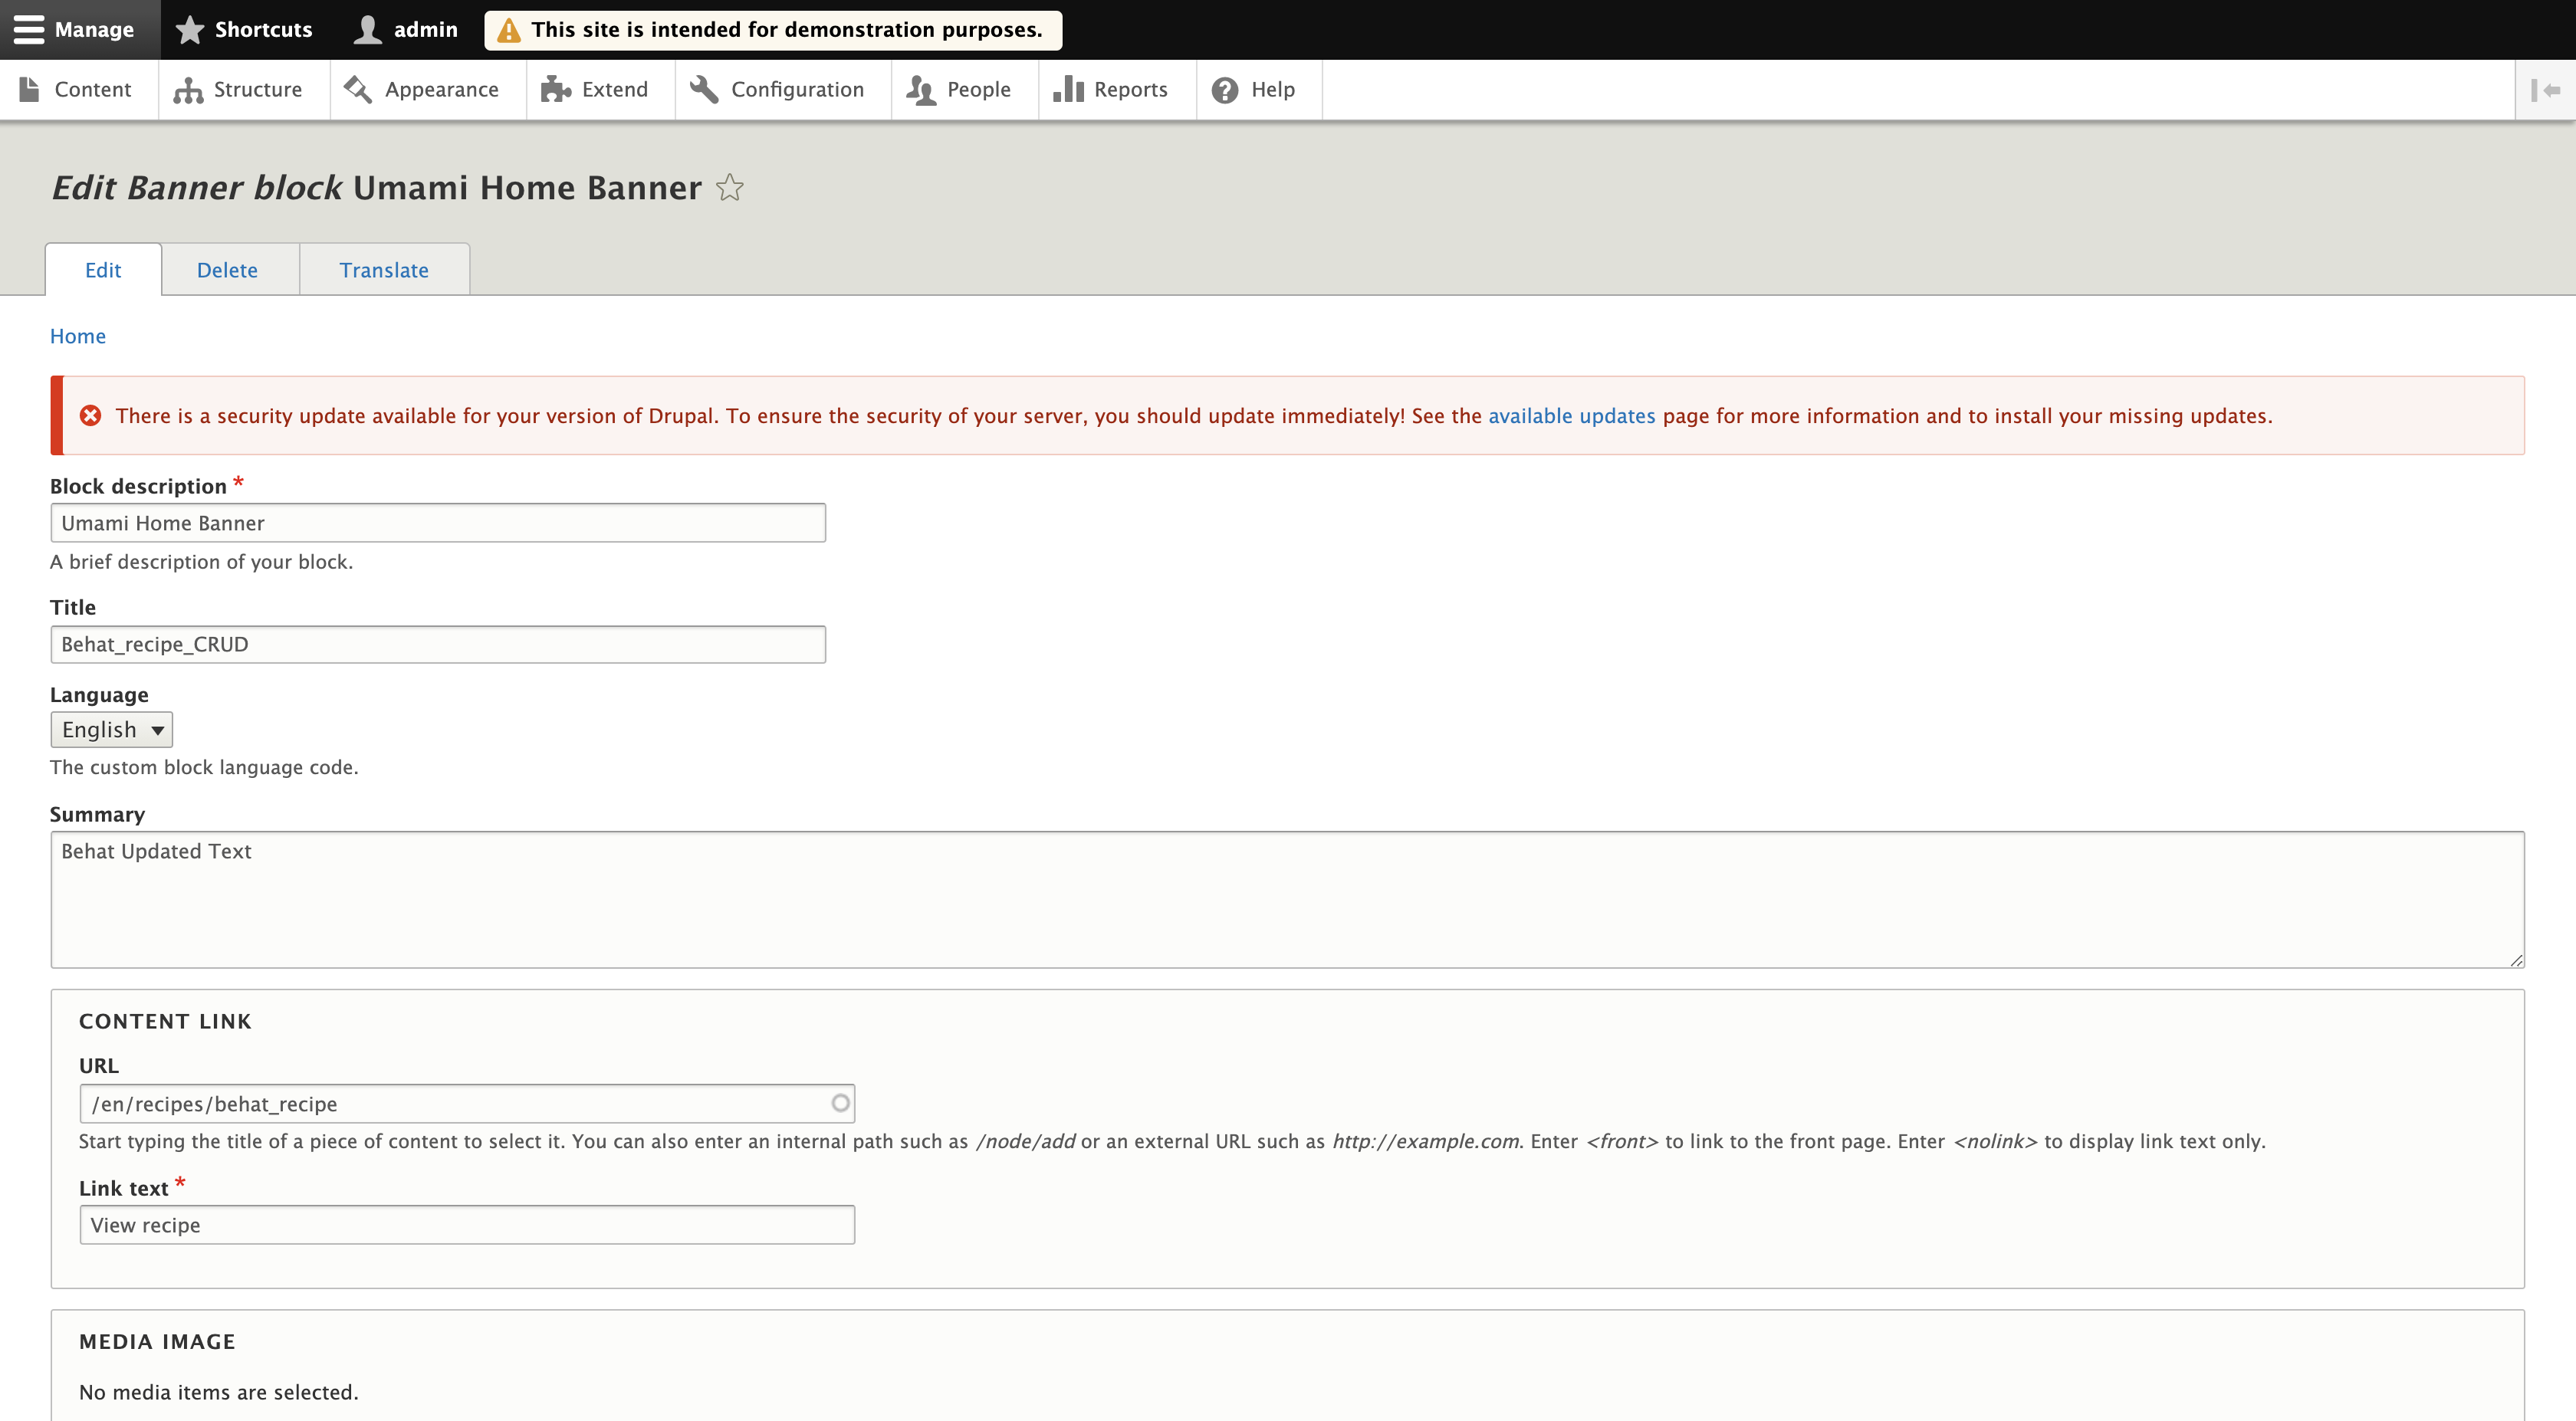 Manage Shortcuts admin This site is intended for demonstration purposes.
Content Structure Appearance Extend Configuration People Reports Help
Edit Banner block Umami Home Banner
Edit Delete Translate
Home
There is a security update available for your version of Drupal. To ensure the security of your server, you should update immediately! See the available updates page for more information and to install your missing updates.
Block description *
Umami Home Banner
A brief description of your block.
Title
Behat_recipe_CRUD
Language
English
The custom block language code.
Summary
Behat Updated Text
CONTENT LINK
URL
/en/recipes/behat_recipe
Start typing the title of a piece of content to select it. You can also enter an internal path such as /node/add or an external URL such as http://example.com. Enter <front> to link to the front page. Enter <nolink> to display link text only.
Link text *
View recipe
MEDIA IMAGE
No media items are selected.